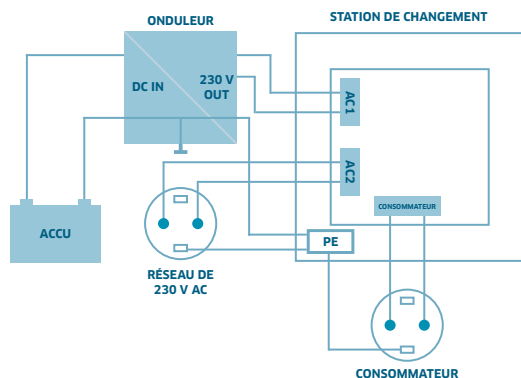 ONDULEUR
STATION DE CHANGEMENT
DC IN
230 V
OUT
AC1
AC2
CONSOMMATEUR
ACCU
PE
RÉSEAU DE
230 V AC
CONSOMMATEUR